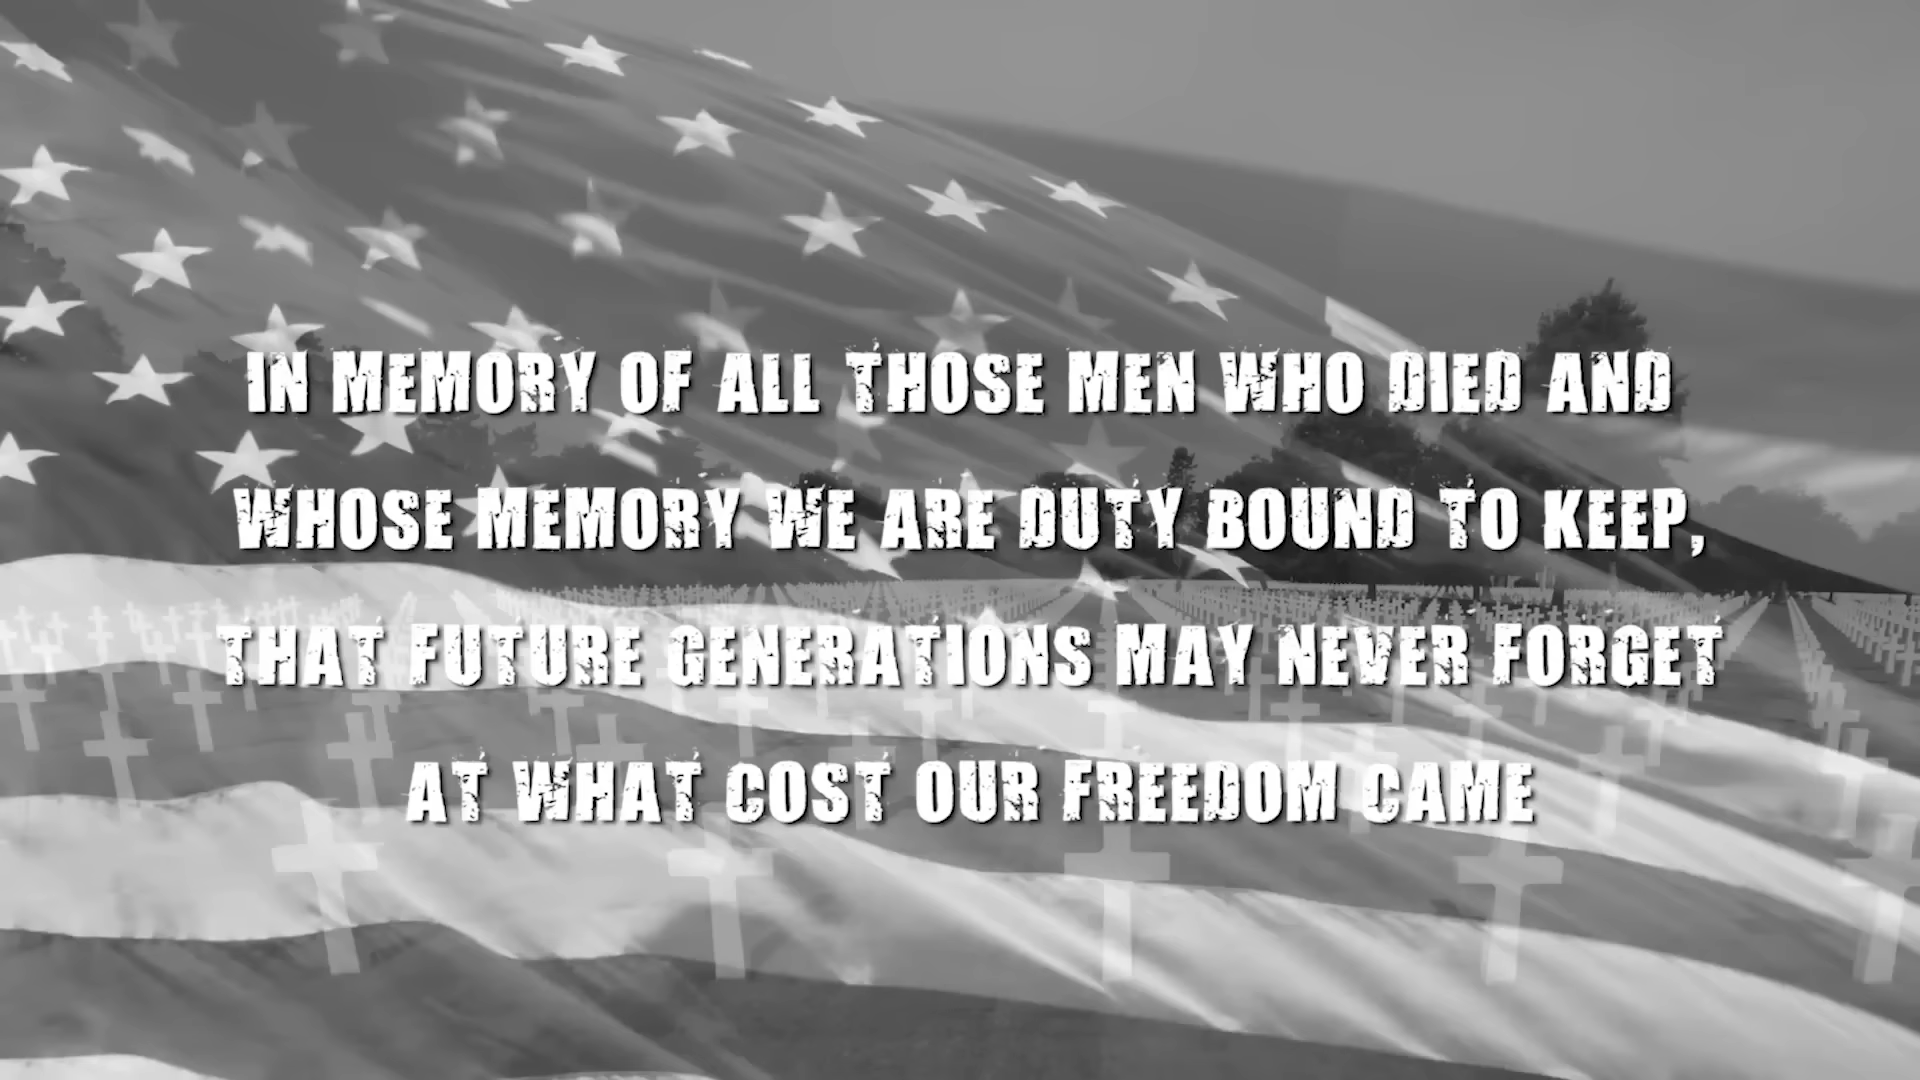 IN MEMORY OF ALL THOSE MEN WHO DIED AND
WHOSE MEMORY WE ARE DUTY BOUND TO KEEP,
THAT FUTURE GENERATIONS MAY NEVER FORGET
AT WHAT COST OUR FREEDOM CAME